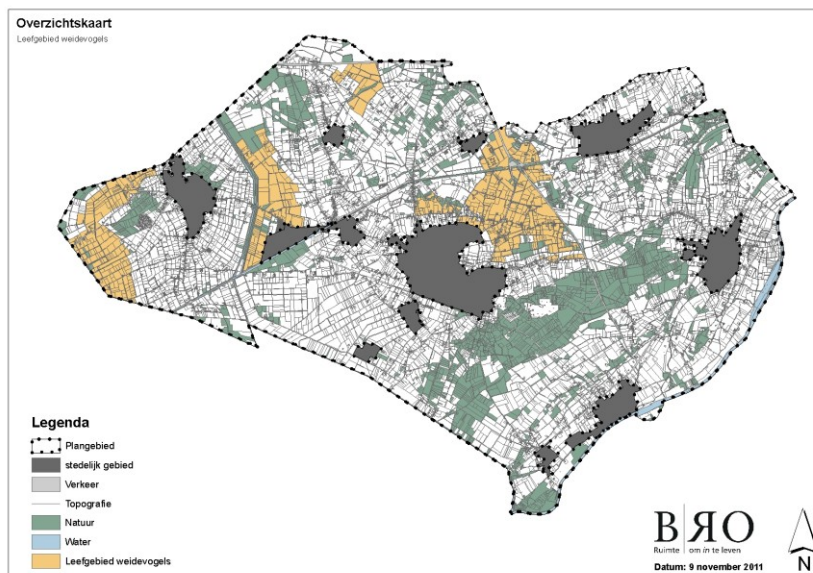 Overzichtskaart
Leefgebied weidevogels
Legenda
Plangebied
stedelijk gebied
Verkeer
Topografie
Natuur
Water
Leefgebied weidevogels
BRO
Ruimte om in te leven
Datum: 9 november 2011
N